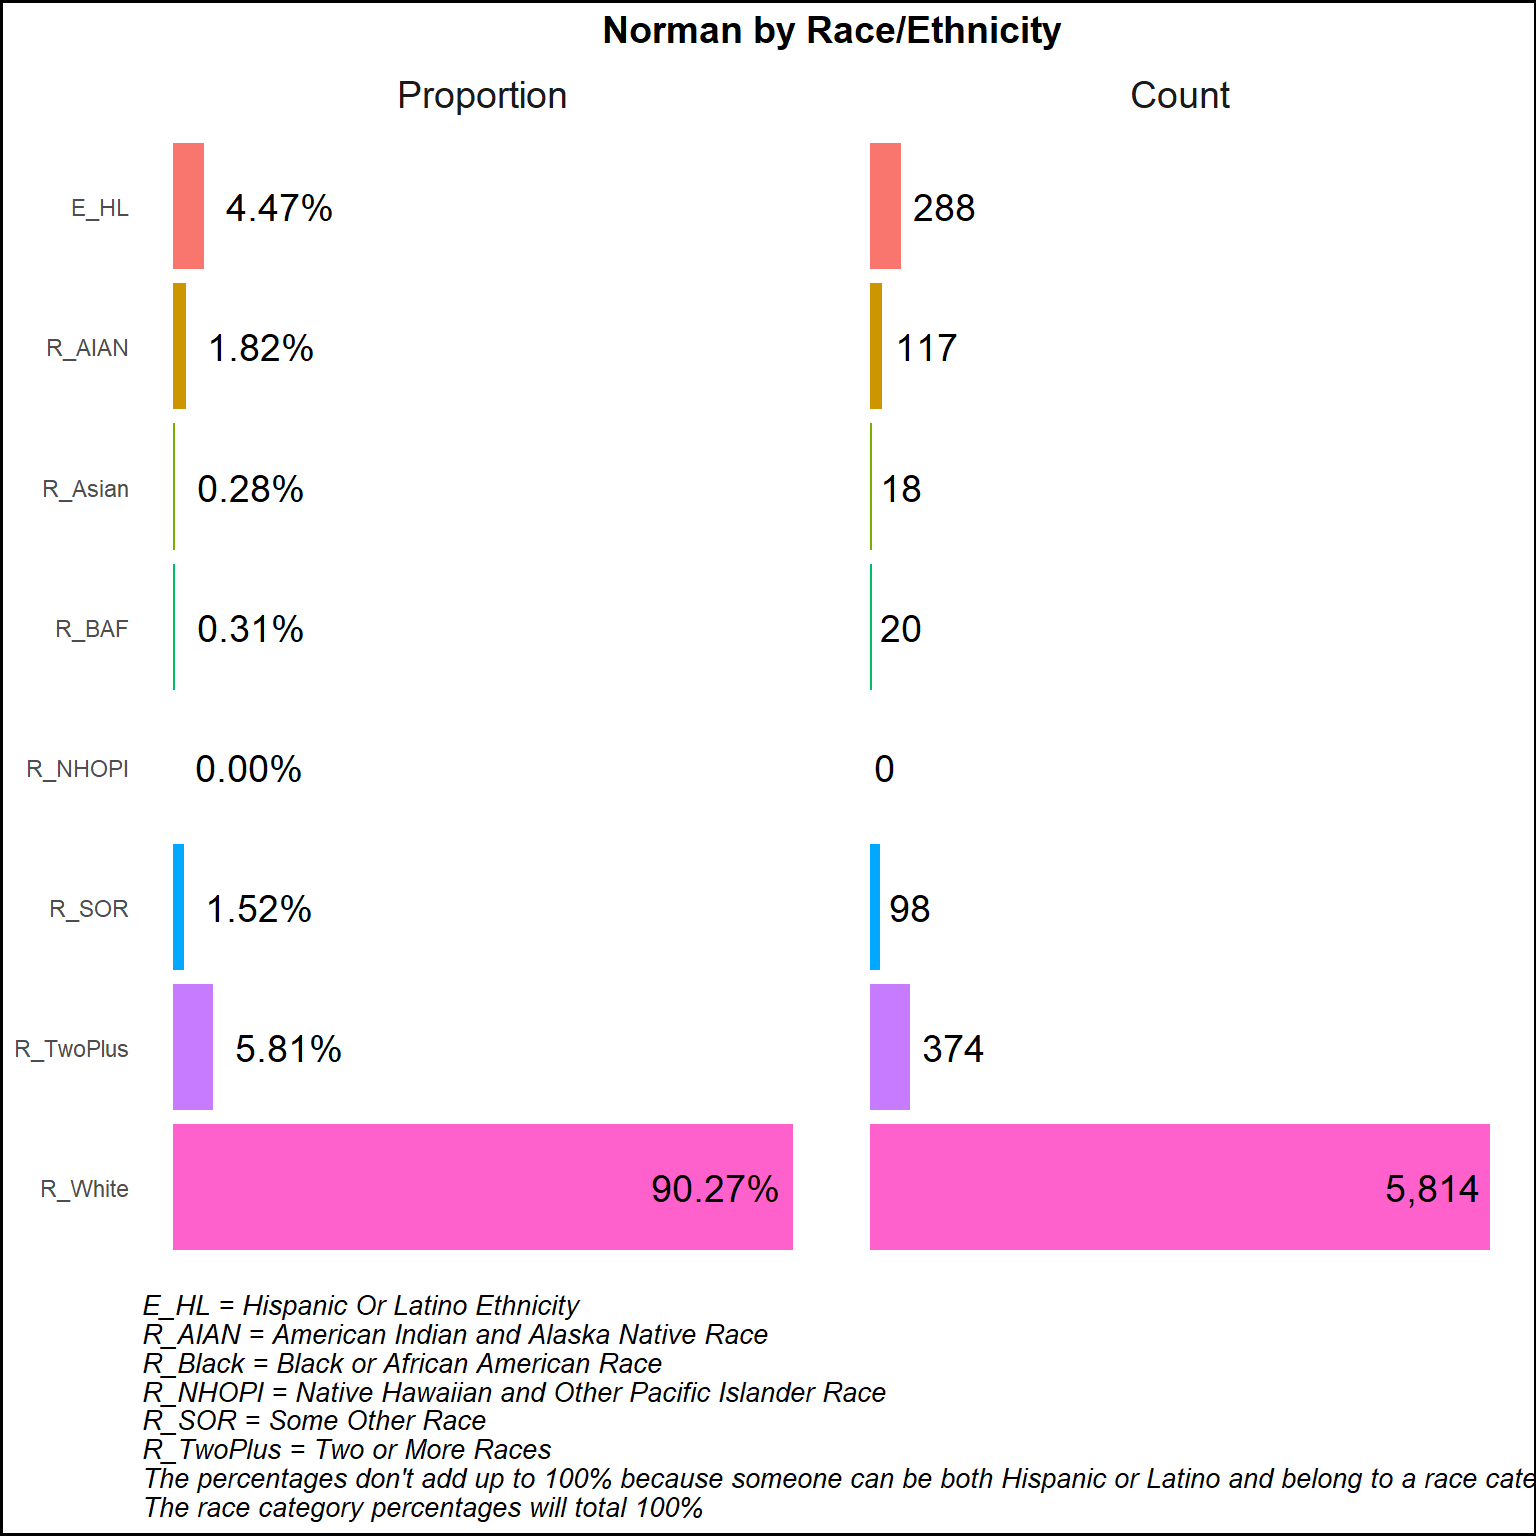 Norman by Race/Ethnicity
Proportion Count
E_HL 4.47% 288
R_AIAN 1.82% 117
R_Asian 0.28% 18
R_BAF 0.31% 20
R_NHOPI 0.00% 0
R_SOR 1.52% 98
R_TwoPlus 5.81% 374
R_White 90.27% 5,814
E_HL = Hispanic Or Latino Ethnicity
R_AIAN = American Indian and Alaska Native Race
R_Black = Black or African American Race
R_NHOPI = Native Hawaiian and Other Pacific Islander Race
R_SOR = Some Other Race
R_TwoPlus = Two or More Races
The percentages don't add up to 100% because someone can be both Hispanic or Latino and belong to a race cate
The race category percentages will total 100%